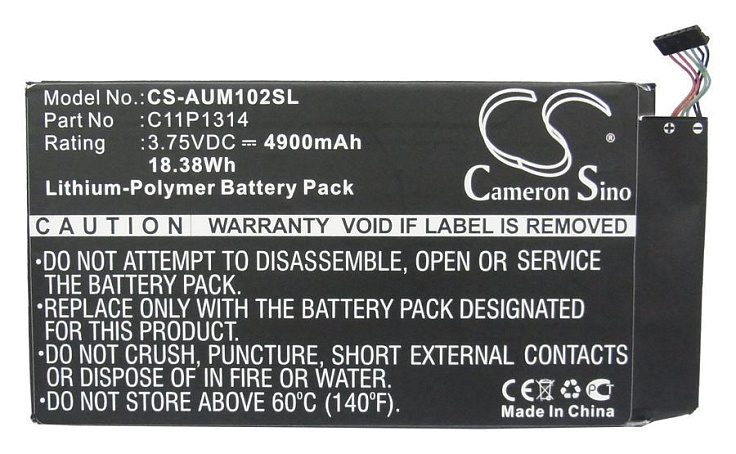 Model No.: CS-AUM102SL
Part No : C11P1314
Rating : 3.75VDC ⎓ 4900mAh
18.38Wh
Lithium-Polymer Battery Pack
CS
®
Cameron Sino
CAUTION WARRANTY VOID IF LABEL IS REMOVED
•DO NOT ATTEMPT TO DISASSEMBLE, OPEN OR SERVICE
THE BATTERY PACK.
•REPLACE ONLY WITH THE BATTERY PACK DESIGNATED
FOR THIS PRODUCT.
•DO NOT CRUSH, PUNCTURE, SHORT EXTERNAL CONTACTS
OR DISPOSE OF IN FIRE OR WATER.
•DO NOT STORE ABOVE 60°C (140°F).
CE PCT
Made In China
+
-